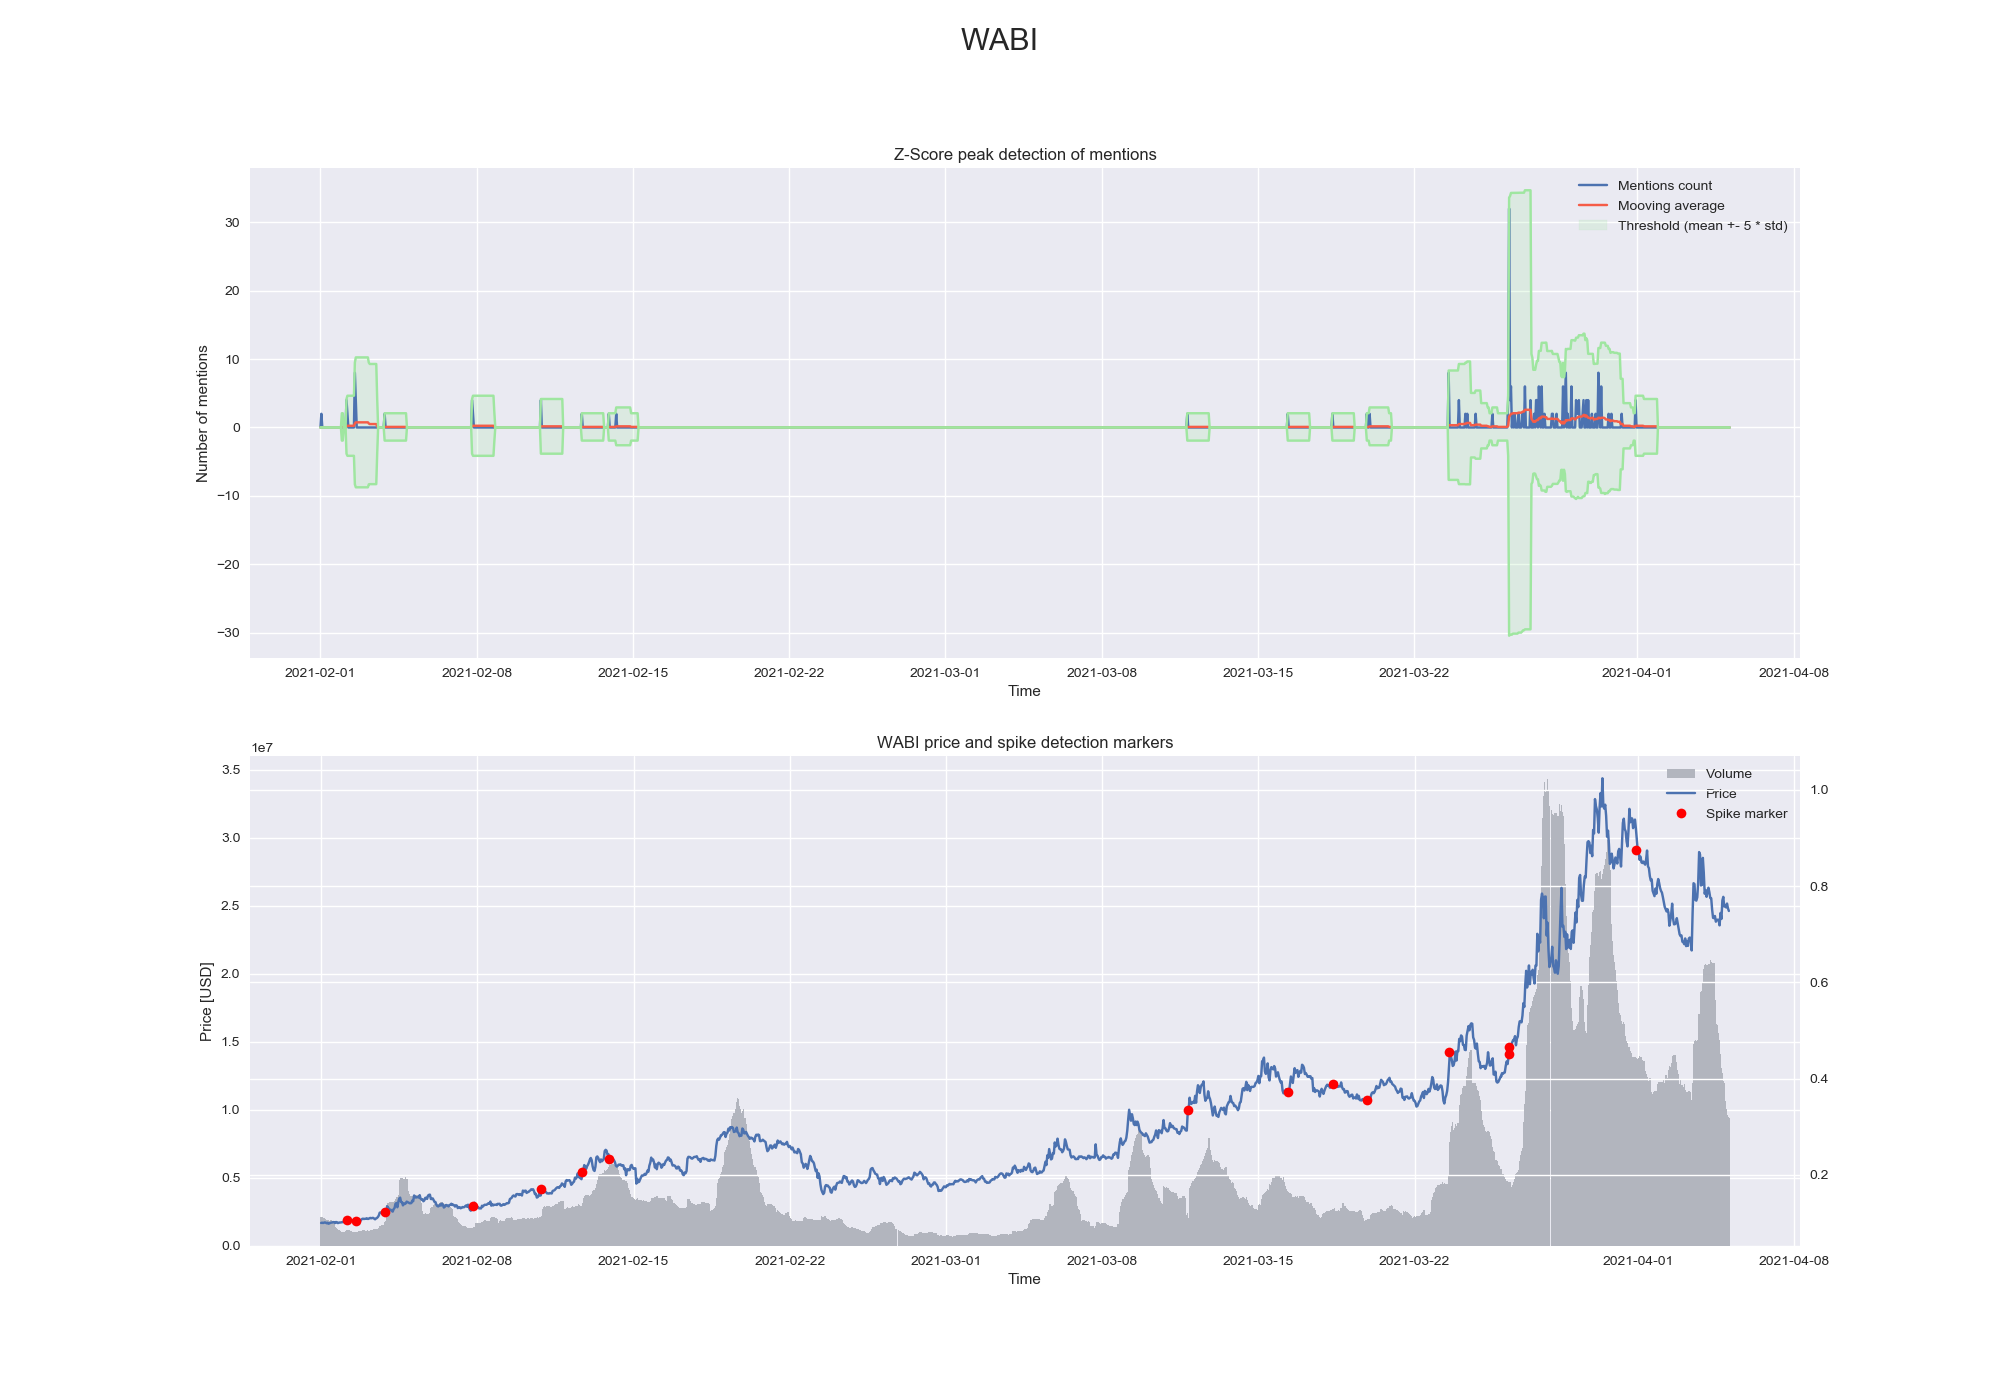 WABI
Z-Score peak detection of mentions
Mentions count
Mooving average
Threshold (mean +- 5 * std)
Number of mentions
30
20
10
0
−10
−20
−30
2021-02-01 2021-02-08 2021-02-15 2021-02-22 2021-03-01 2021-03-08 2021-03-15 2021-03-22 2021-04-01 2021-04-08
Time
WABI price and spike detection markers
1e7
Volume
Price
Spike marker
Price [USD]
3.5
3.0
2.5
2.0
1.5
1.0
0.5
0.0
1.0
0.8
0.6
0.4
0.2
2021-02-01 2021-02-08 2021-02-15 2021-02-22 2021-03-01 2021-03-08 2021-03-15 2021-03-22 2021-04-01 2021-04-08
Time